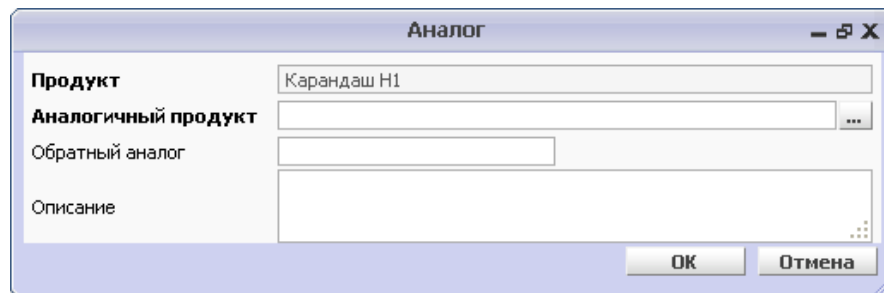 Аналог
Продукт Карандаш Н1
Аналогичный продукт ...
Обратный аналог
Описание
ОК Отмена